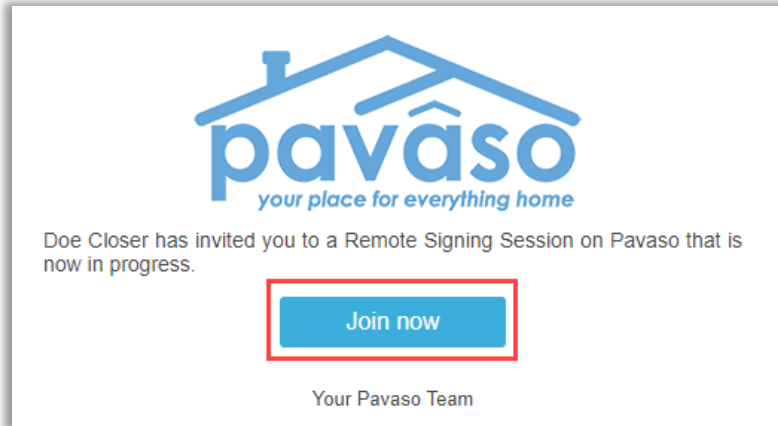 pavâso
your place for everything home
Doe Closer has invited you to a Remote Signing Session on Pavaso that is
now in progress.
Join now
Your Pavaso Team